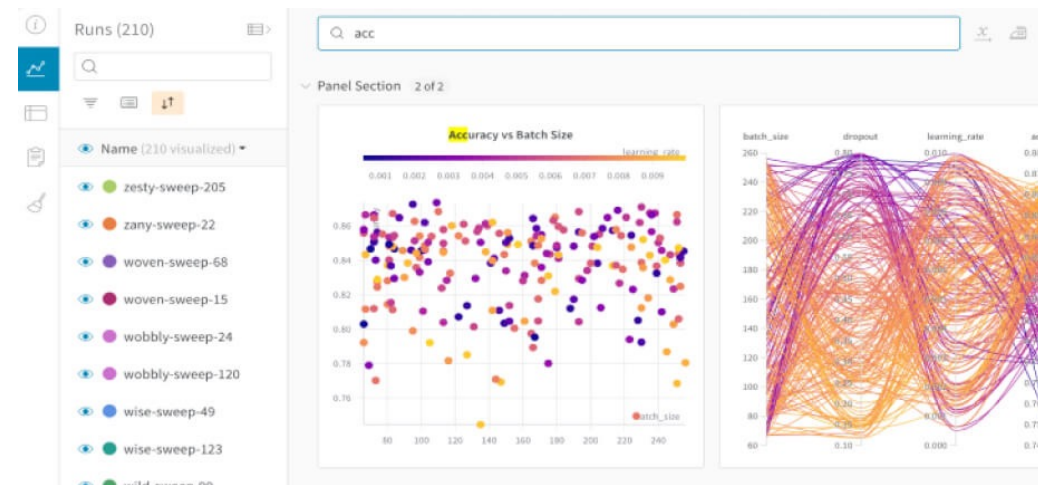 Runs (210)
acc
Panel Section 2 of 2
Name (210 visualized)
zesty-sweep-205
zany-sweep-22
woven-sweep-68
woven-sweep-15
wobbly-sweep-24
wobbly-sweep-120
wise-sweep-49
wise-sweep-123
Accuracy vs Batch Size
learning_rate
0.001 0.002 0.003 0.004 0.005 0.006 0.007 0.008 0.009
0.86
0.84
0.82
0.80
0.78
0.76
80 100 120 140 160 180 200 220 240
batch_size dropout learning_rate
260 0.80 0.010
240
220
200
180
160
140
120
100
80 0.20
60 0.10 0.000